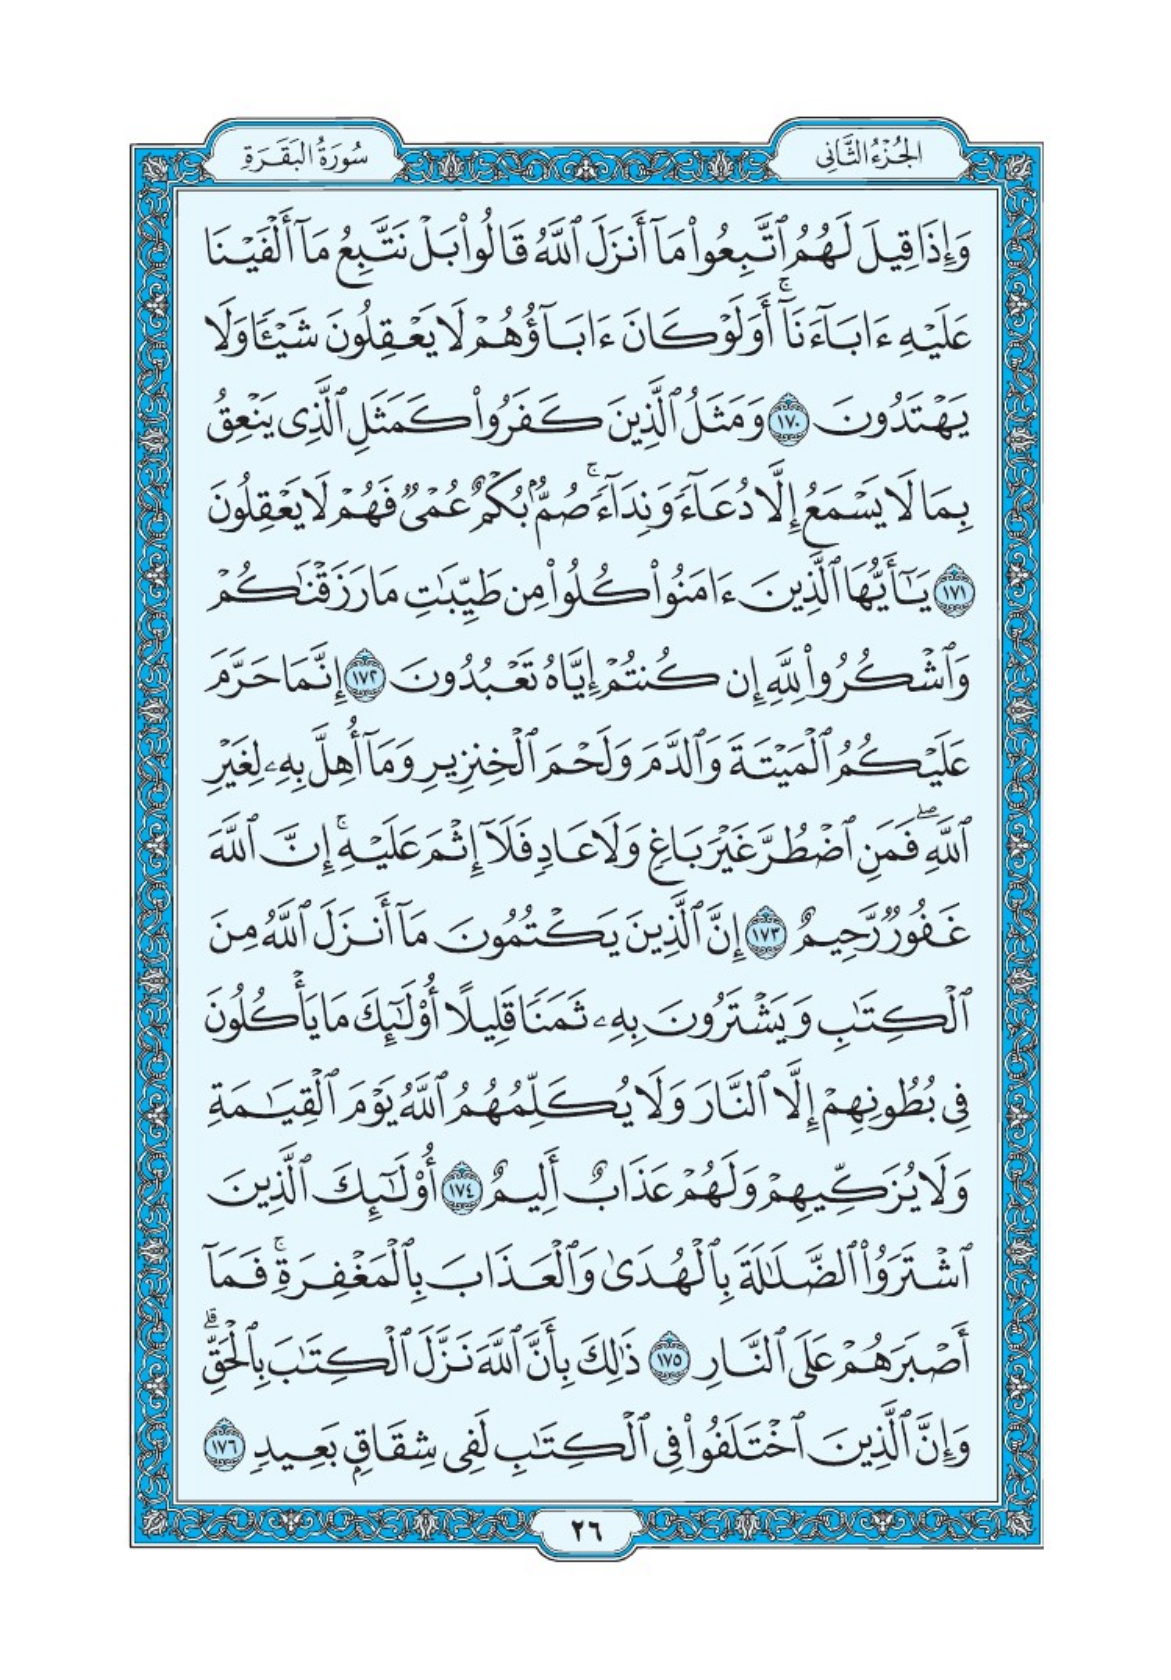 الجُزْءُ الثَّانِي
سُورَةُ البَقَرَةِ
وَإِذَا قِيلَ لَهُمُ ٱتَّبِعُوا۟ مَآ أَنزَلَ ٱللَّهُ قَالُوا۟ بَلْ نَتَّبِعُ مَآ أَلْفَيْنَا
عَلَيْهِ ءَابَآءَنَآ ۚ أَوَلَوْ كَانَ ءَابَآؤُهُمْ لَا يَعْقِلُونَ شَيْـًٔا وَلَا
يَهْتَدُونَ ١٧٠ وَمَثَلُ ٱلَّذِينَ كَفَرُوا۟ كَمَثَلِ ٱلَّذِى يَنْعِقُ
بِمَا لَا يَسْمَعُ إِلَّا دُعَآءً وَنِدَآءً ۚ صُمٌّۢ بُكْمٌ عُمْىٌ فَهُمْ لَا يَعْقِلُونَ
١٧١ يَـٰٓأَيُّهَا ٱلَّذِينَ ءَامَنُوا۟ كُلُوا۟ مِن طَيِّبَـٰتِ مَا رَزَقْنَـٰكُمْ
وَٱشْكُرُوا۟ لِلَّهِ إِن كُنتُمْ إِيَّاهُ تَعْبُدُونَ ١٧٢ إِنَّمَا حَرَّمَ
عَلَيْكُمُ ٱلْمَيْتَةَ وَٱلدَّمَ وَلَحْمَ ٱلْخِنزِيرِ وَمَآ أُهِلَّ بِهِۦ لِغَيْرِ
ٱللَّهِ ۖ فَمَنِ ٱضْطُرَّ غَيْرَ بَاغٍ وَلَا عَادٍ فَلَآ إِثْمَ عَلَيْهِ ۚ إِنَّ ٱللَّهَ
غَفُورٌ رَّحِيمٌ ١٧٣ إِنَّ ٱلَّذِينَ يَكْتُمُونَ مَآ أَنزَلَ ٱللَّهُ مِنَ
ٱلْكِتَـٰبِ وَيَشْتَرُونَ بِهِۦ ثَمَنًا قَلِيلًا أُو۟لَـٰٓئِكَ مَا يَأْكُلُونَ
فِى بُطُونِهِمْ إِلَّا ٱلنَّارَ وَلَا يُكَلِّمُهُمُ ٱللَّهُ يَوْمَ ٱلْقِيَـٰمَةِ
وَلَا يُزَكِّيهِمْ وَلَهُمْ عَذَابٌ أَلِيمٌ ١٧٤ أُو۟لَـٰٓئِكَ ٱلَّذِينَ
ٱشْتَرَوُا۟ ٱلضَّلَـٰلَةَ بِٱلْهُدَىٰ وَٱلْعَذَابَ بِٱلْمَغْفِرَةِ ۚ فَمَآ
أَصْبَرَهُمْ عَلَى ٱلنَّارِ ١٧٥ ذَٰلِكَ بِأَنَّ ٱللَّهَ نَزَّلَ ٱلْكِتَـٰبَ بِٱلْحَقِّ ۗ
وَإِنَّ ٱلَّذِينَ ٱخْتَلَفُوا۟ فِى ٱلْكِتَـٰبِ لَفِى شِقَاقٍۭ بَعِيدٍ ١٧٦
٢٦